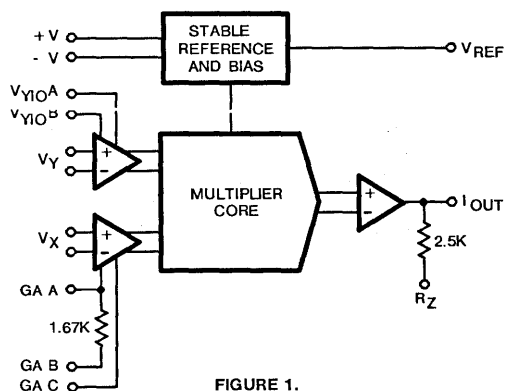 + V
- V
STABLE
REFERENCE
AND BIAS
VREF
VYIOA
VYIOB
VY
+
-
MULTIPLIER
CORE
+
-
IOUT
2.5K
RZ
VX
+
-
GA A
1.67K
GA B
GA C
FIGURE 1.